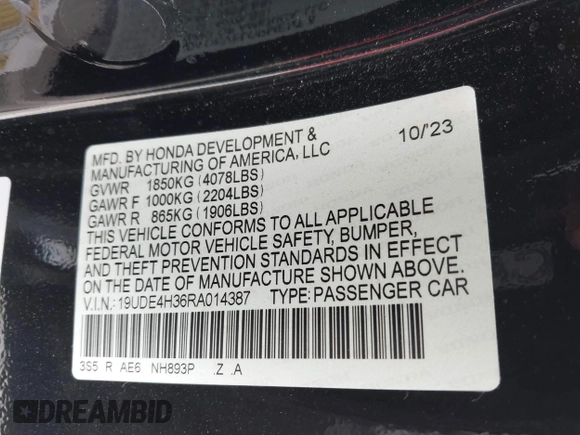 MFD. BY HONDA DEVELOPMENT & 10/'23
MANUFACTURING OF AMERICA, LLC
GVWR 1850KG (4078LBS)
GAWR F 1000KG (2204LBS)
GAWR R 865KG (1906LBS)
THIS VEHICLE CONFORMS TO ALL APPLICABLE
FEDERAL MOTOR VEHICLE SAFETY, BUMPER,
AND THEFT PREVENTION STANDARDS IN EFFECT
ON THE DATE OF MANUFACTURE SHOWN ABOVE.
V.I.N.: 19UDE4H36RA014387 TYPE: PASSENGER CAR
3S5 R AE6 NH893P .Z .A
DREAMBID